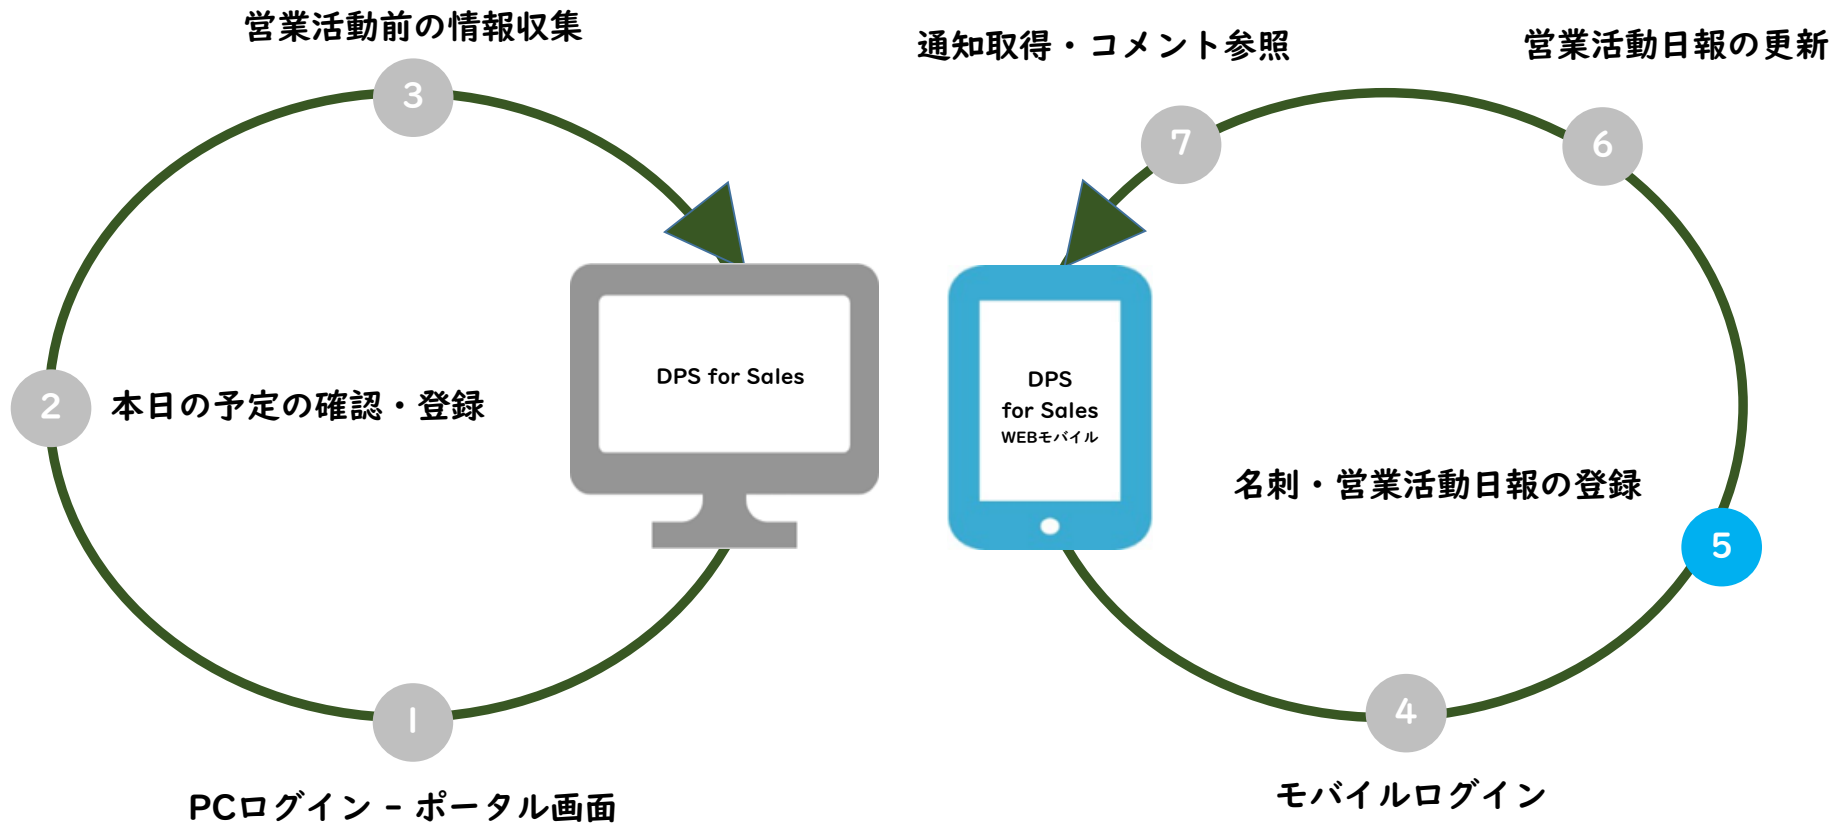 営業活動前の情報収集
3
通知取得・コメント参照
営業活動日報の更新
7
6
DPS for Sales
DPS
for Sales
WEBモバイル
2
本日の予定の確認・登録
名刺・営業活動日報の登録
5
1
4
PCログイン - ポータル画面
モバイルログイン